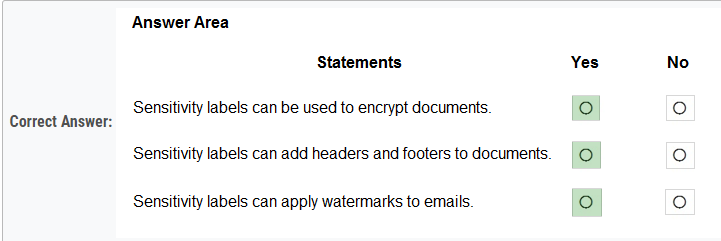 Answer Area
Statements Yes No
Correct Answer:
Sensitivity labels can be used to encrypt documents.
Sensitivity labels can add headers and footers to documents.
Sensitivity labels can apply watermarks to emails.